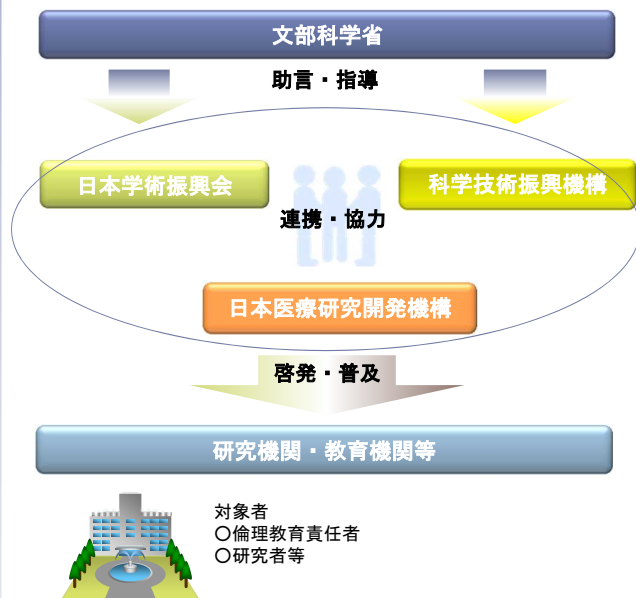 文部科学省
助言・指導
日本学術振興会
科学技術振興機構
連携・協力
日本医療研究開発機構
啓発・普及
研究機関・教育機関等
対象者
〇倫理教育責任者
〇研究者等